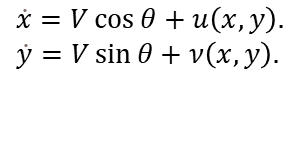 ẋ = V cos θ + u(x, y).
ẏ = V sin θ + v(x, y).